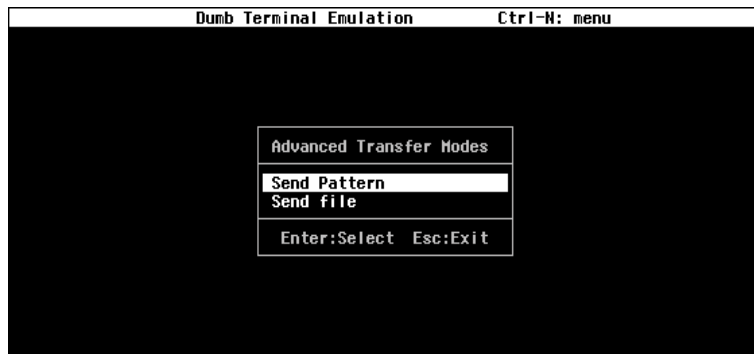 Dumb Terminal Emulation Ctrl-N: menu
Advanced Transfer Modes
Send Pattern
Send file
Enter:Select Esc:Exit